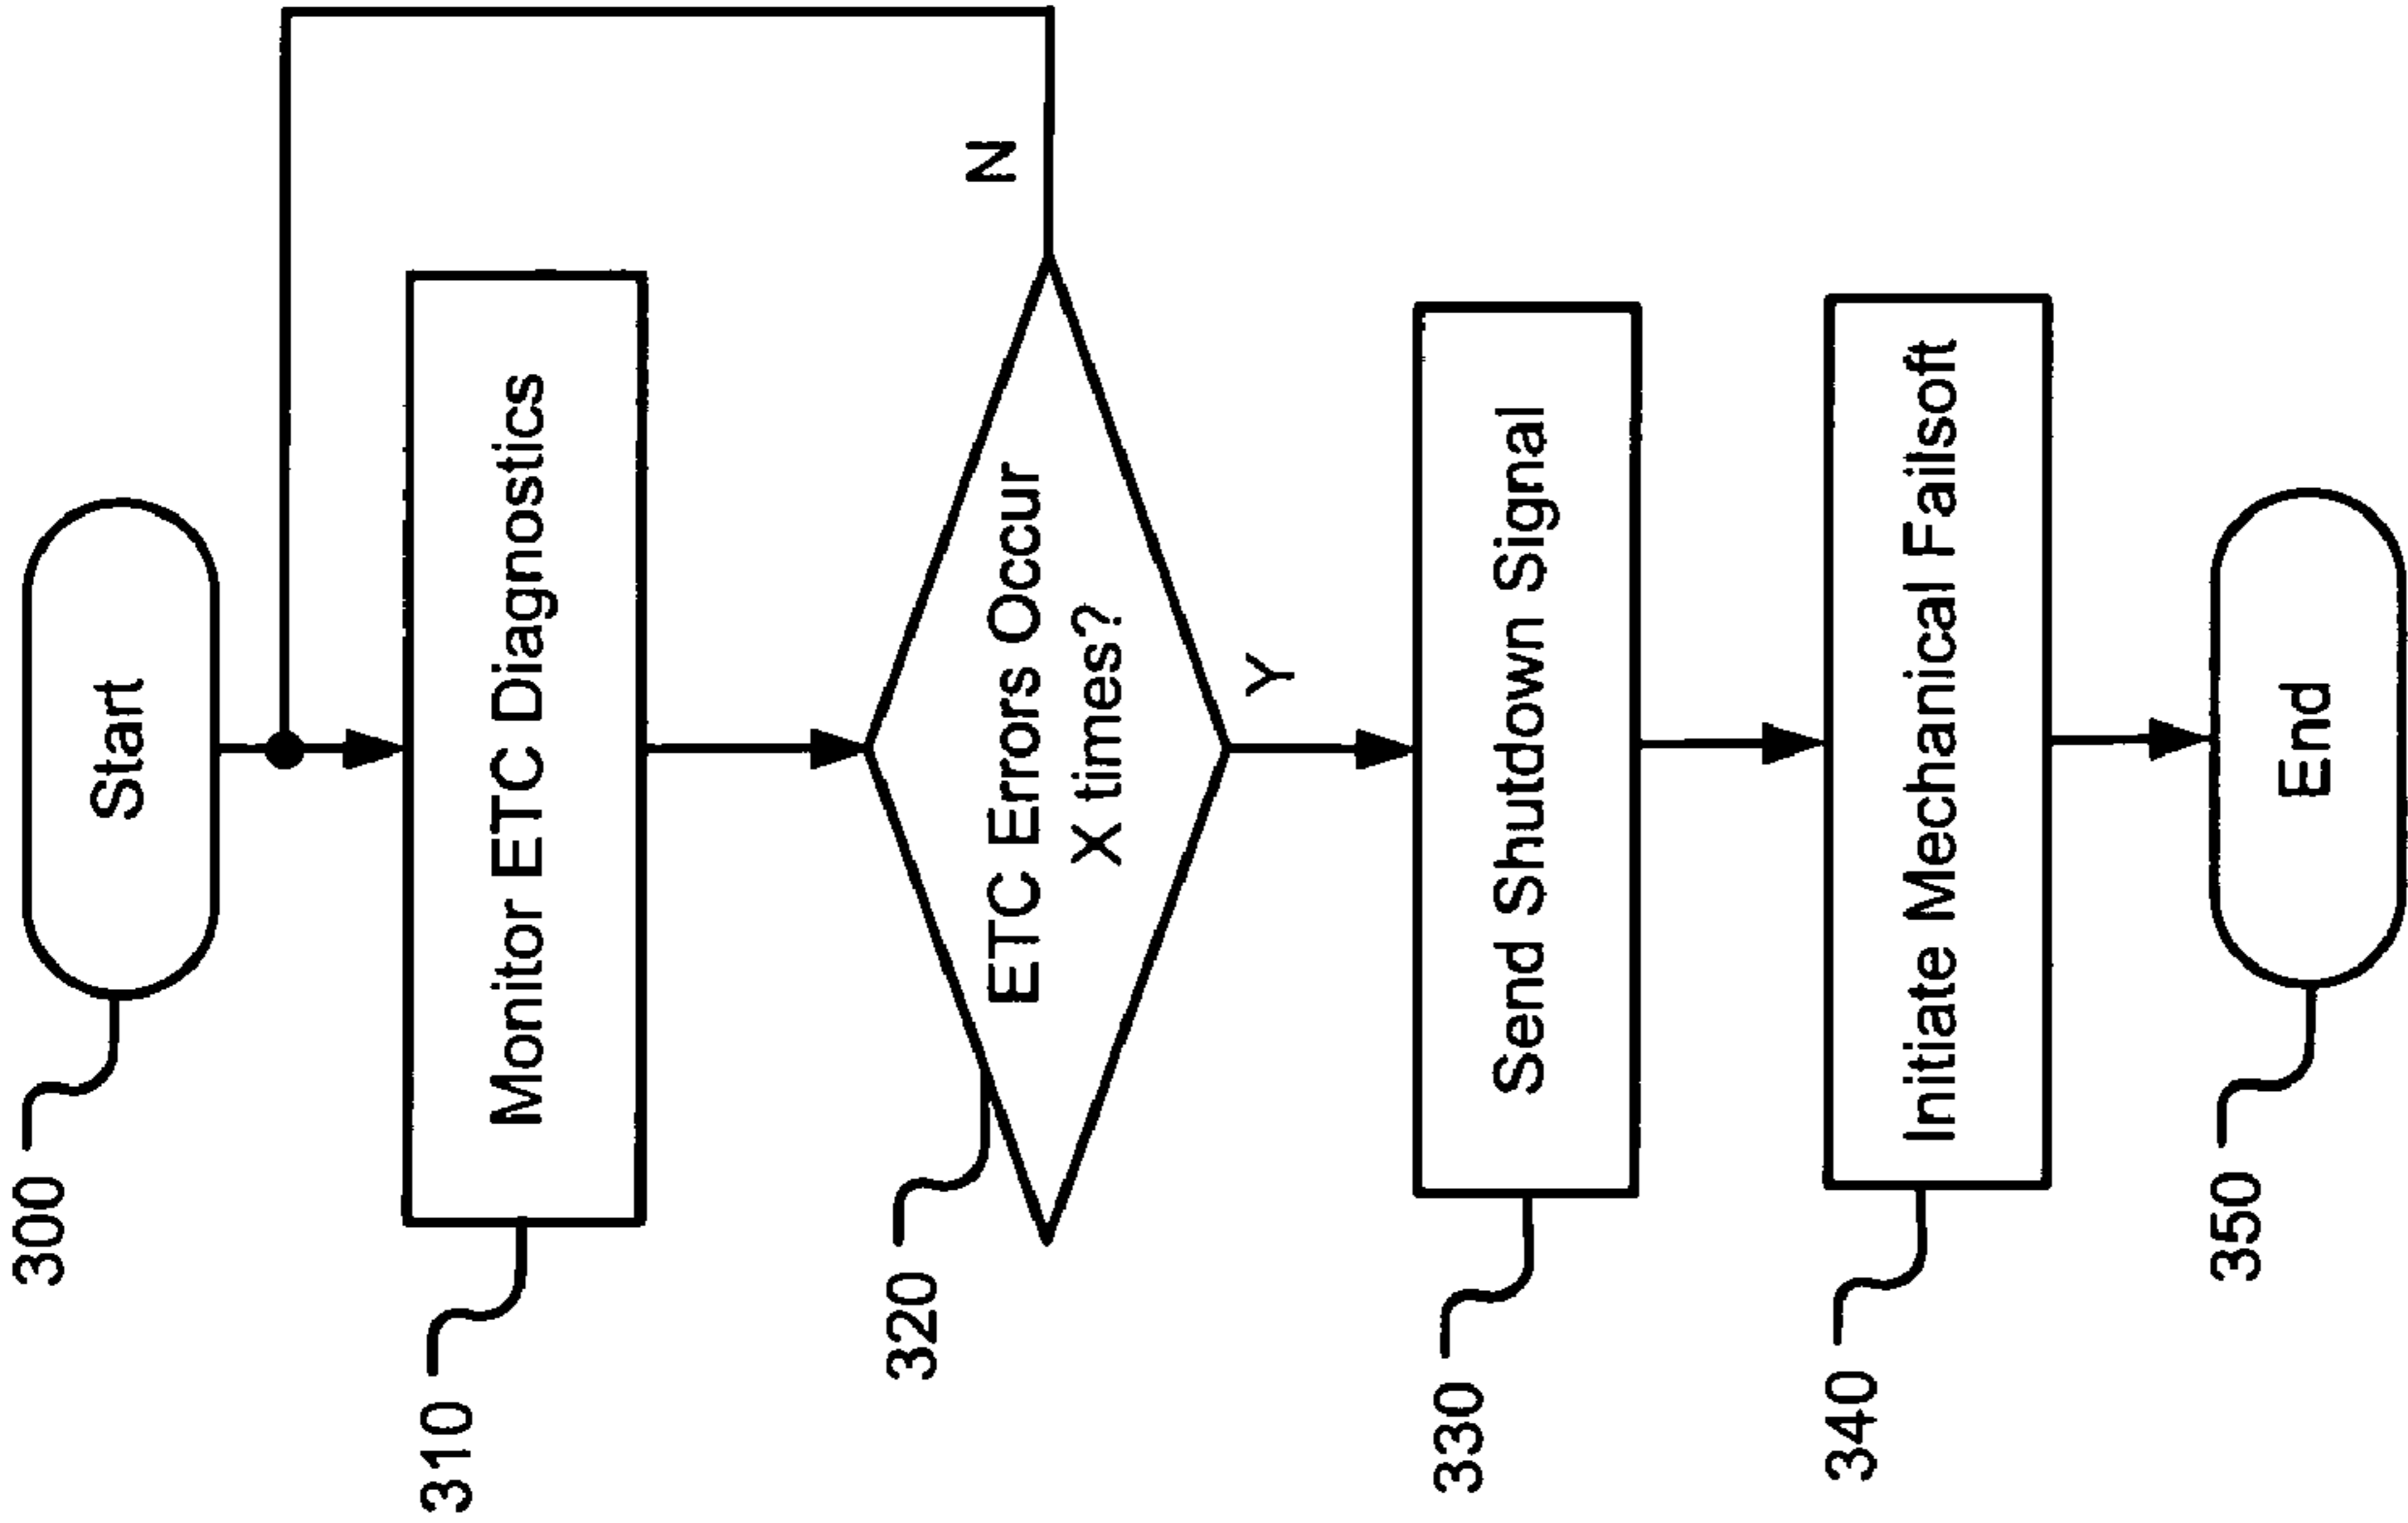 300
Start
310
Monitor ETC Diagnostics
320
ETC Errors Occur
X times?
N
Y
330
Send Shutdown Signal
340
Initiate Mechanical Failsoft
350
End